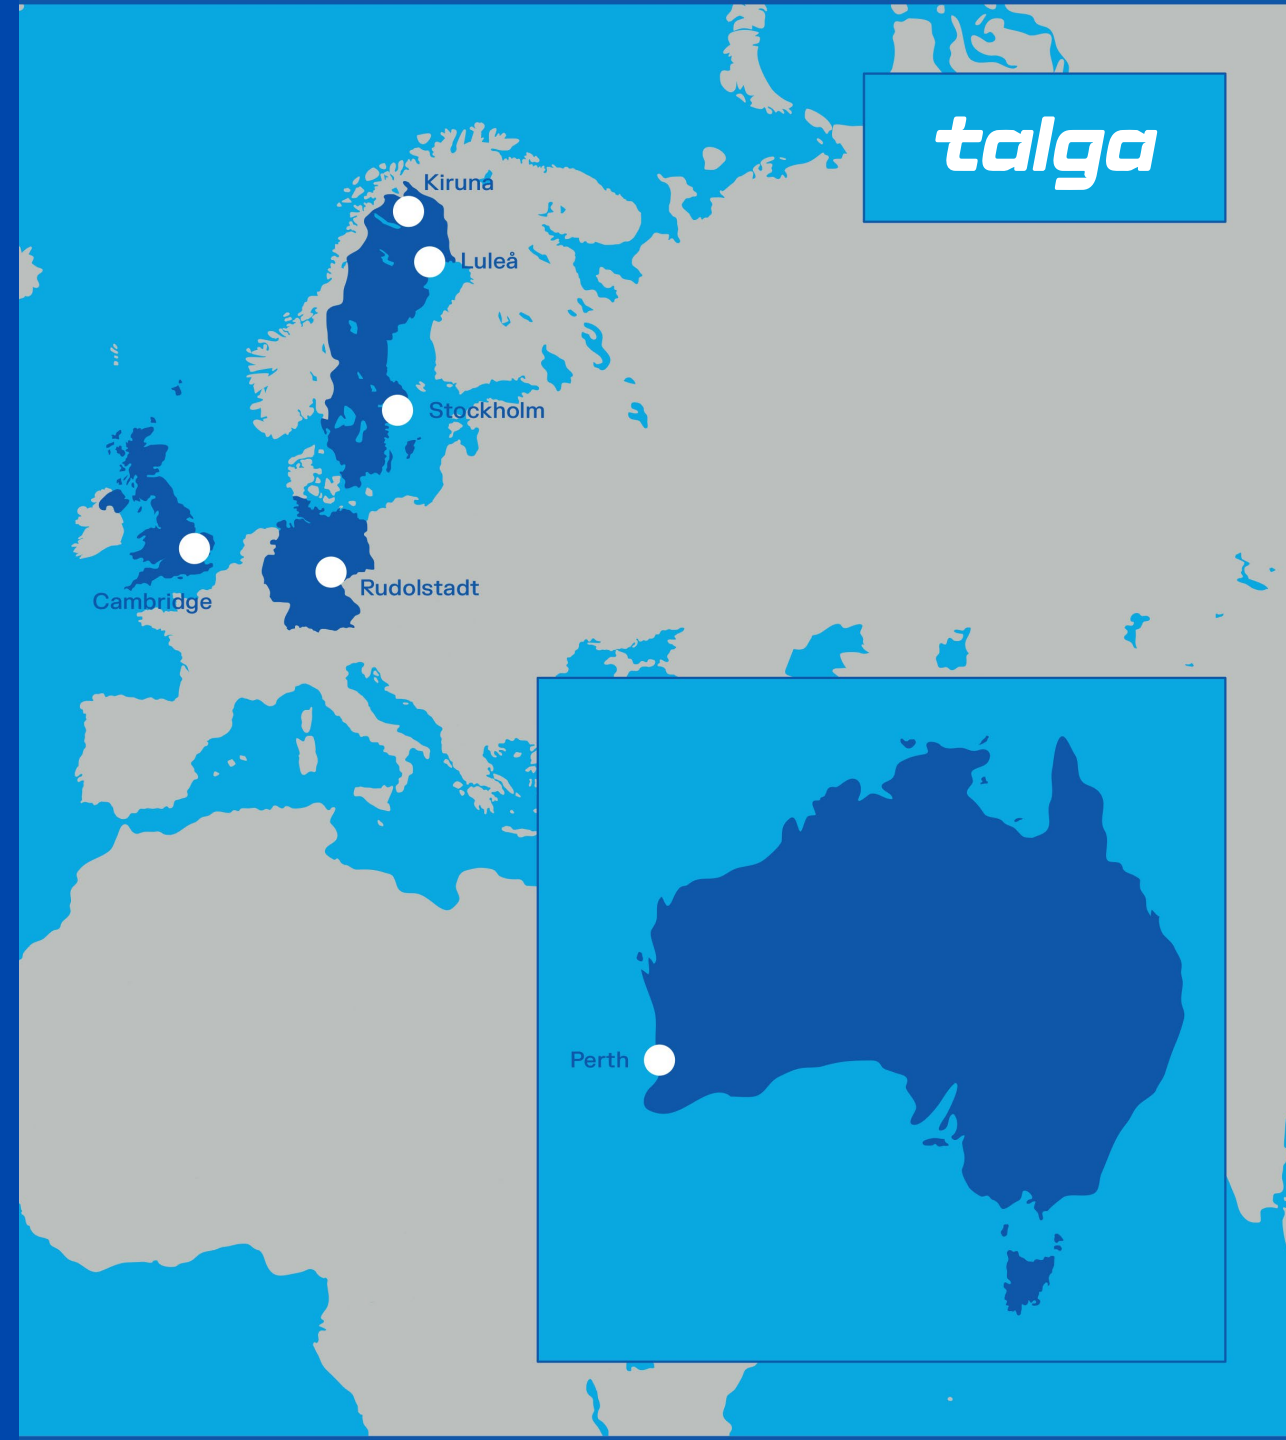 talga
Kiruna
Luleå
Stockholm
Rudolstadt
Cambridge
Perth